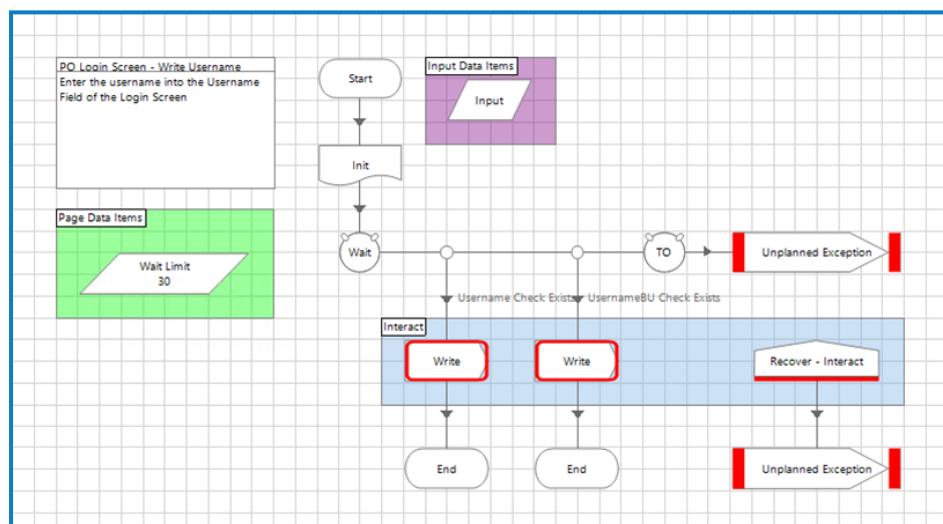 PO Login Screen - Write Username
Enter the username into the Username
Field of the Login Screen
Start
Input Data Items
Input
Init
Page Data Items
Wait Limit
30
Wait
TO
Unplanned Exception
Username Check Exists
UsernameBU Check Exists
Interact
Write
Write
Recover - Interact
End
End
Unplanned Exception